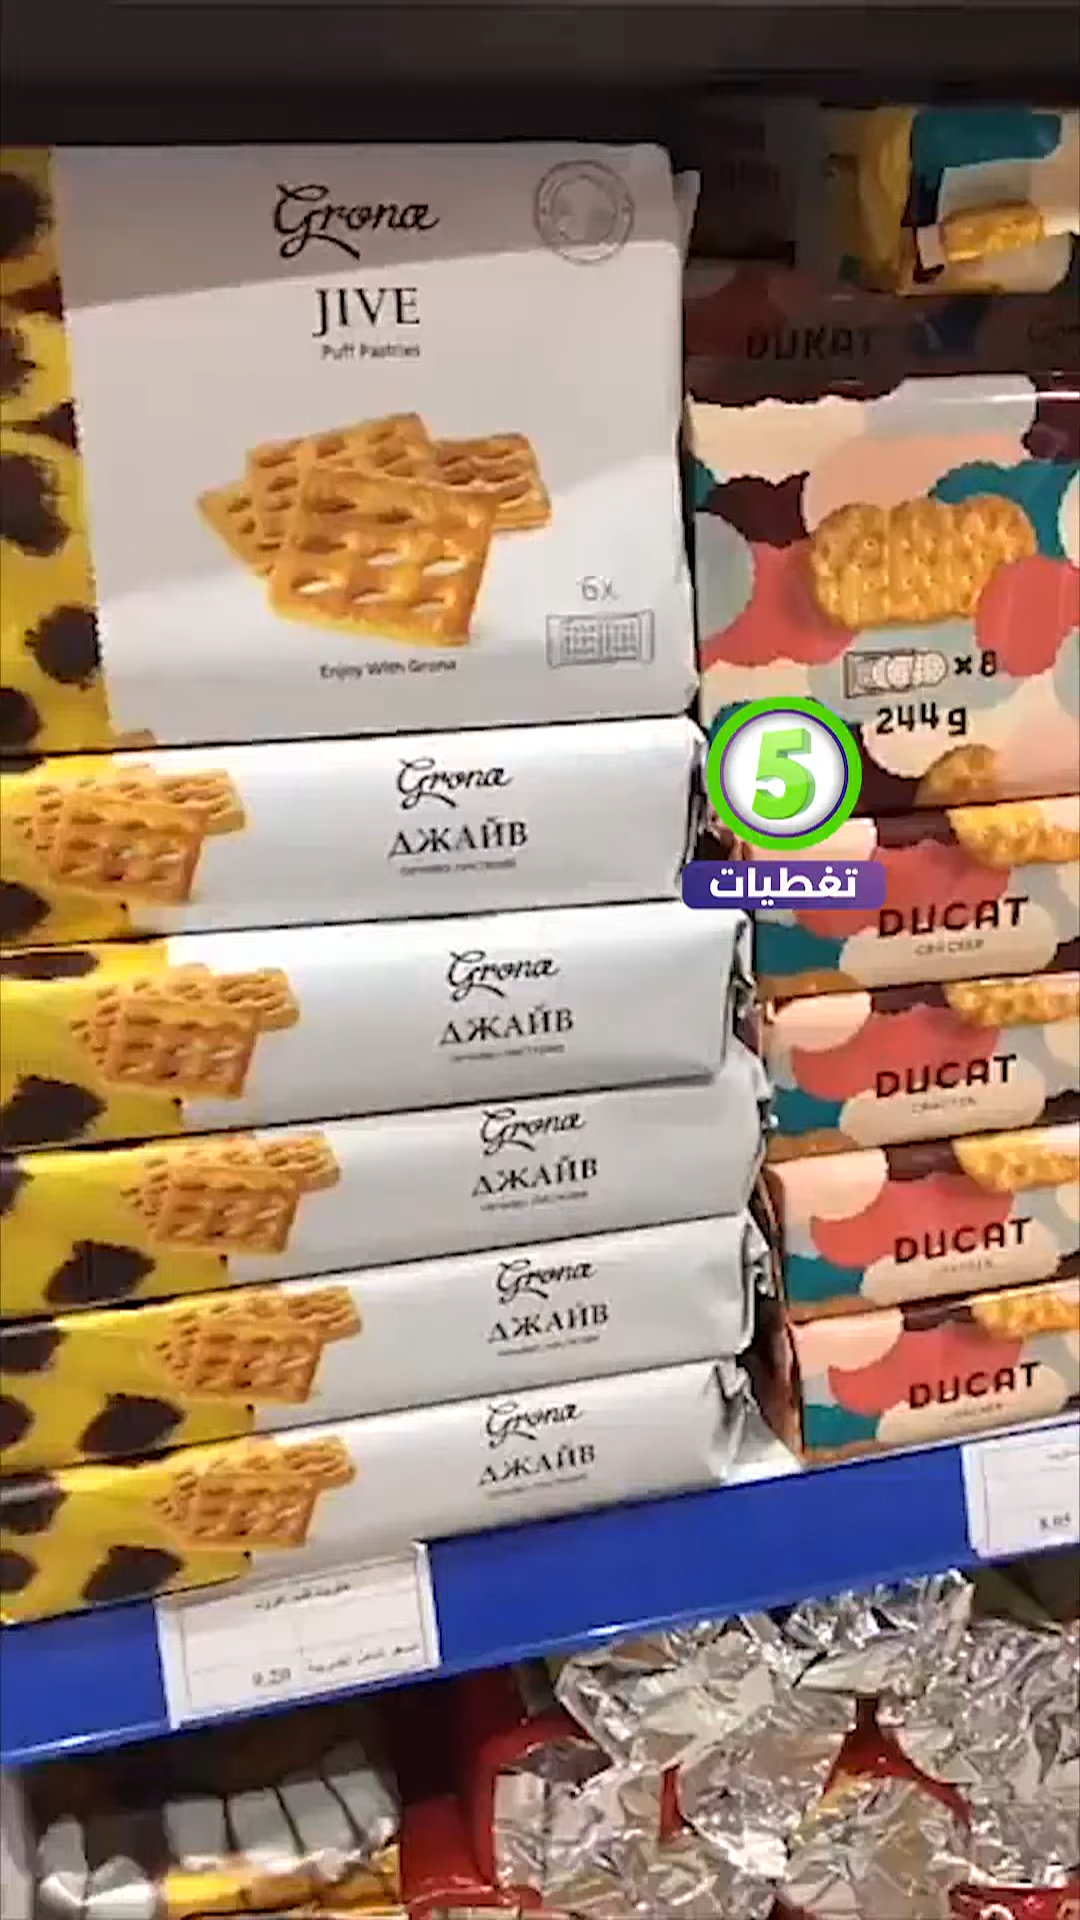 Grona
JIVE
Puff Pastries
6x
Enjoy With Grona
DUKAT
×8
244g
5
تغطيات
Grona
ДЖАЙВ
Grona
ДЖАЙВ
Grona
ДЖАЙВ
Grona
ДЖАЙВ
Grona
ДЖАЙВ
DUCAT
DUCAT
DUCAT
DUCAT